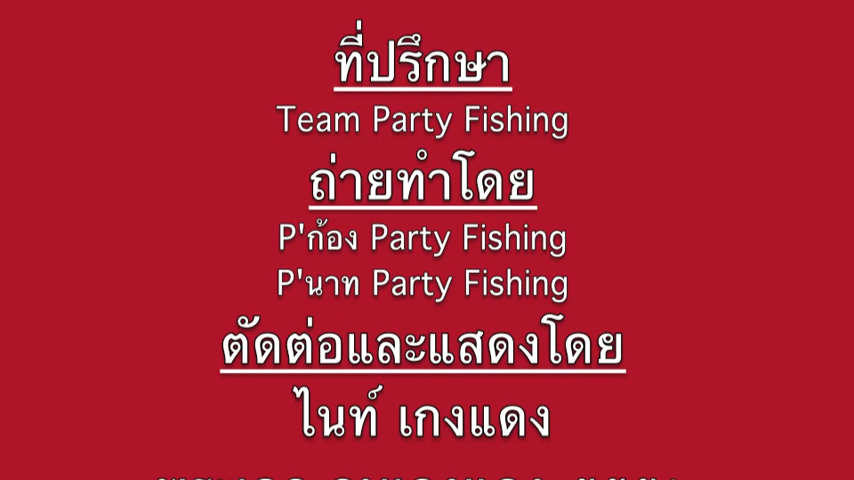 ที่ปรึกษา
Team Party Fishing
ถ่ายทำโดย
P'ก้อง Party Fishing
P'นาท Party Fishing
ตัดต่อและแสดงโดย
ไนท์ เกงแดง